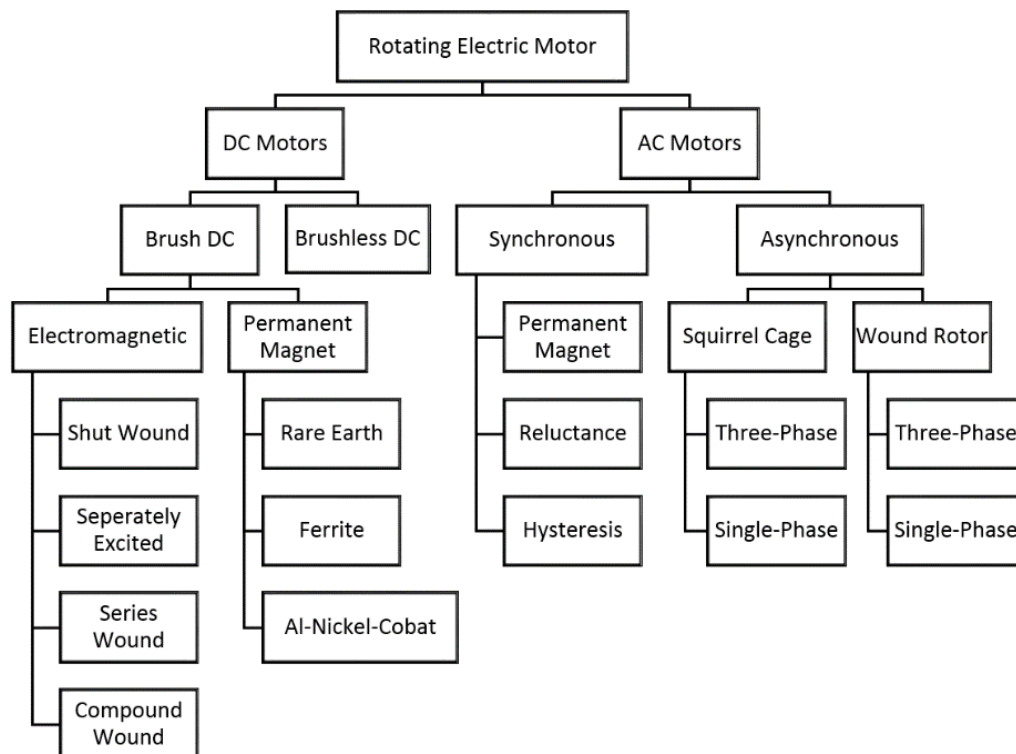 Rotating Electric Motor
DC Motors
AC Motors
Brush DC
Brushless DC
Synchronous
Asynchronous
Electromagnetic
Permanent
Magnet
Permanent
Magnet
Squirrel Cage
Wound Rotor
Shut Wound
Rare Earth
Reluctance
Three-Phase
Three-Phase
Seperately
Excited
Ferrite
Hysteresis
Single-Phase
Single-Phase
Series
Wound
Al-Nickel-Cobat
Compound
Wound